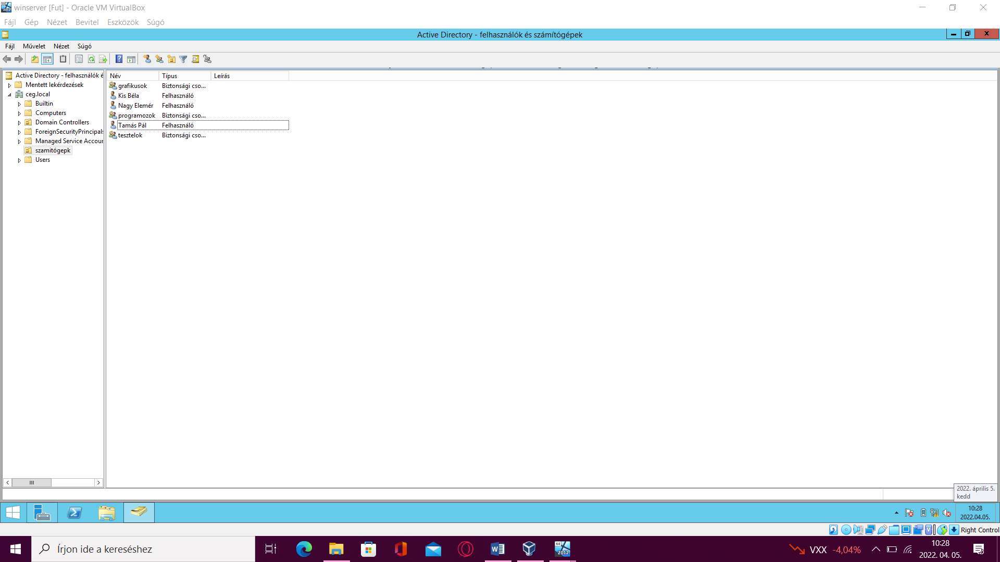 winserver [Fut] - Oracle VM VirtualBox
Fájl Gép Nézet Bevitel Eszközök Súgó
Active Directory - felhasználók és számítógépek
Fájl Művelet Nézet Súgó
Active Directory - felhasználók é
Mentett lekérdezések
ceg.local
Builtin
Computers
Domain Controllers
ForeignSecurityPrincipals
Managed Service Accour
szamitógepk
Users
Név Típus Leírás
grafikusok Biztonsági cso...
Kis Béla Felhasználó
Nagy Elemér Felhasználó
programozok Biztonsági cso...
Tamás Pál Felhasználó
tesztelok Biztonsági cso...
2022. április 5.
kedd
10:28
2022.04.05.
Right Control
Írjon ide a kereséshez
VXX -4,04%
10:28
2022. 04. 05.
64
2012